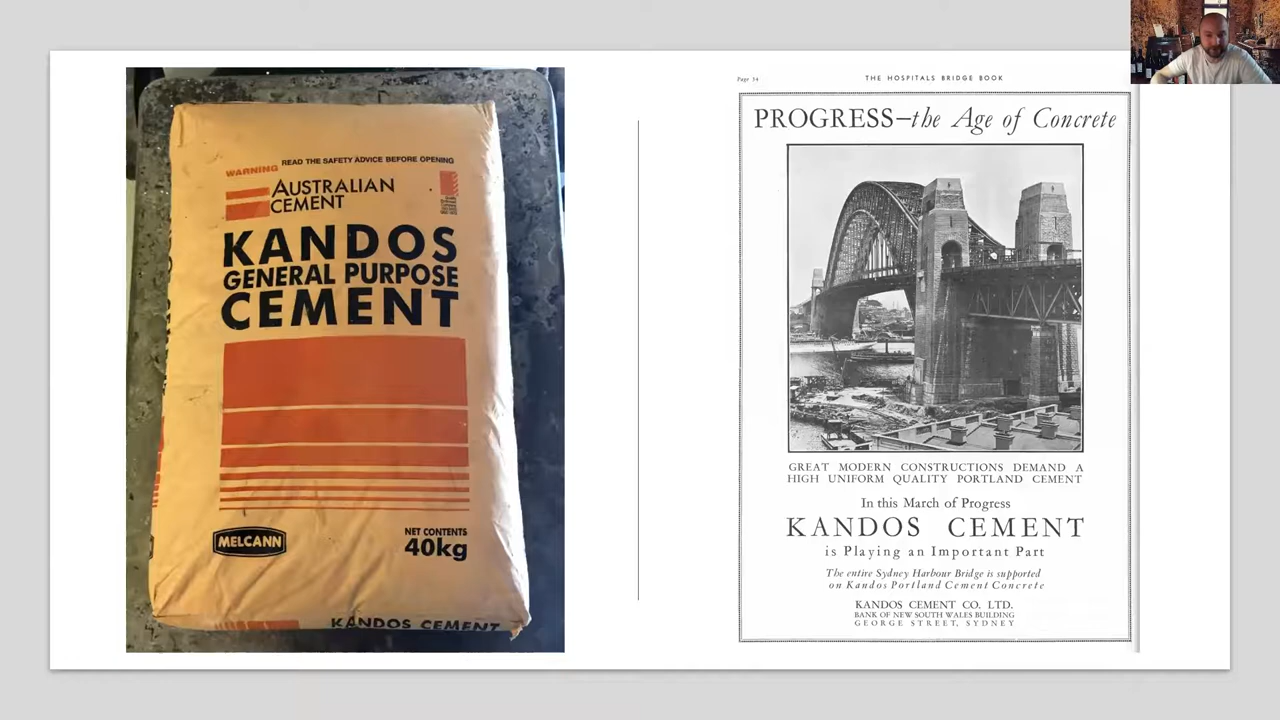 WARNING READ THE SAFETY ADVICE BEFORE OPENING
AUSTRALIAN
CEMENT
KANDOS
GENERAL PURPOSE
CEMENT
MELCANN
NET CONTENTS
40kg
KANDOS CEMENT
Page 54
THE HOSPITALS BRIDGE BOOK
PROGRESS—the Age of Concrete
GREAT MODERN CONSTRUCTIONS DEMAND A
HIGH UNIFORM QUALITY PORTLAND CEMENT
In this March of Progress
KANDOS CEMENT
is Playing an Important Part
The entire Sydney Harbour Bridge is supported
on Kandos Portland Cement Concrete
KANDOS CEMENT CO. LTD.
BANK OF NEW SOUTH WALES BUILDING
GEORGE STREET, SYDNEY